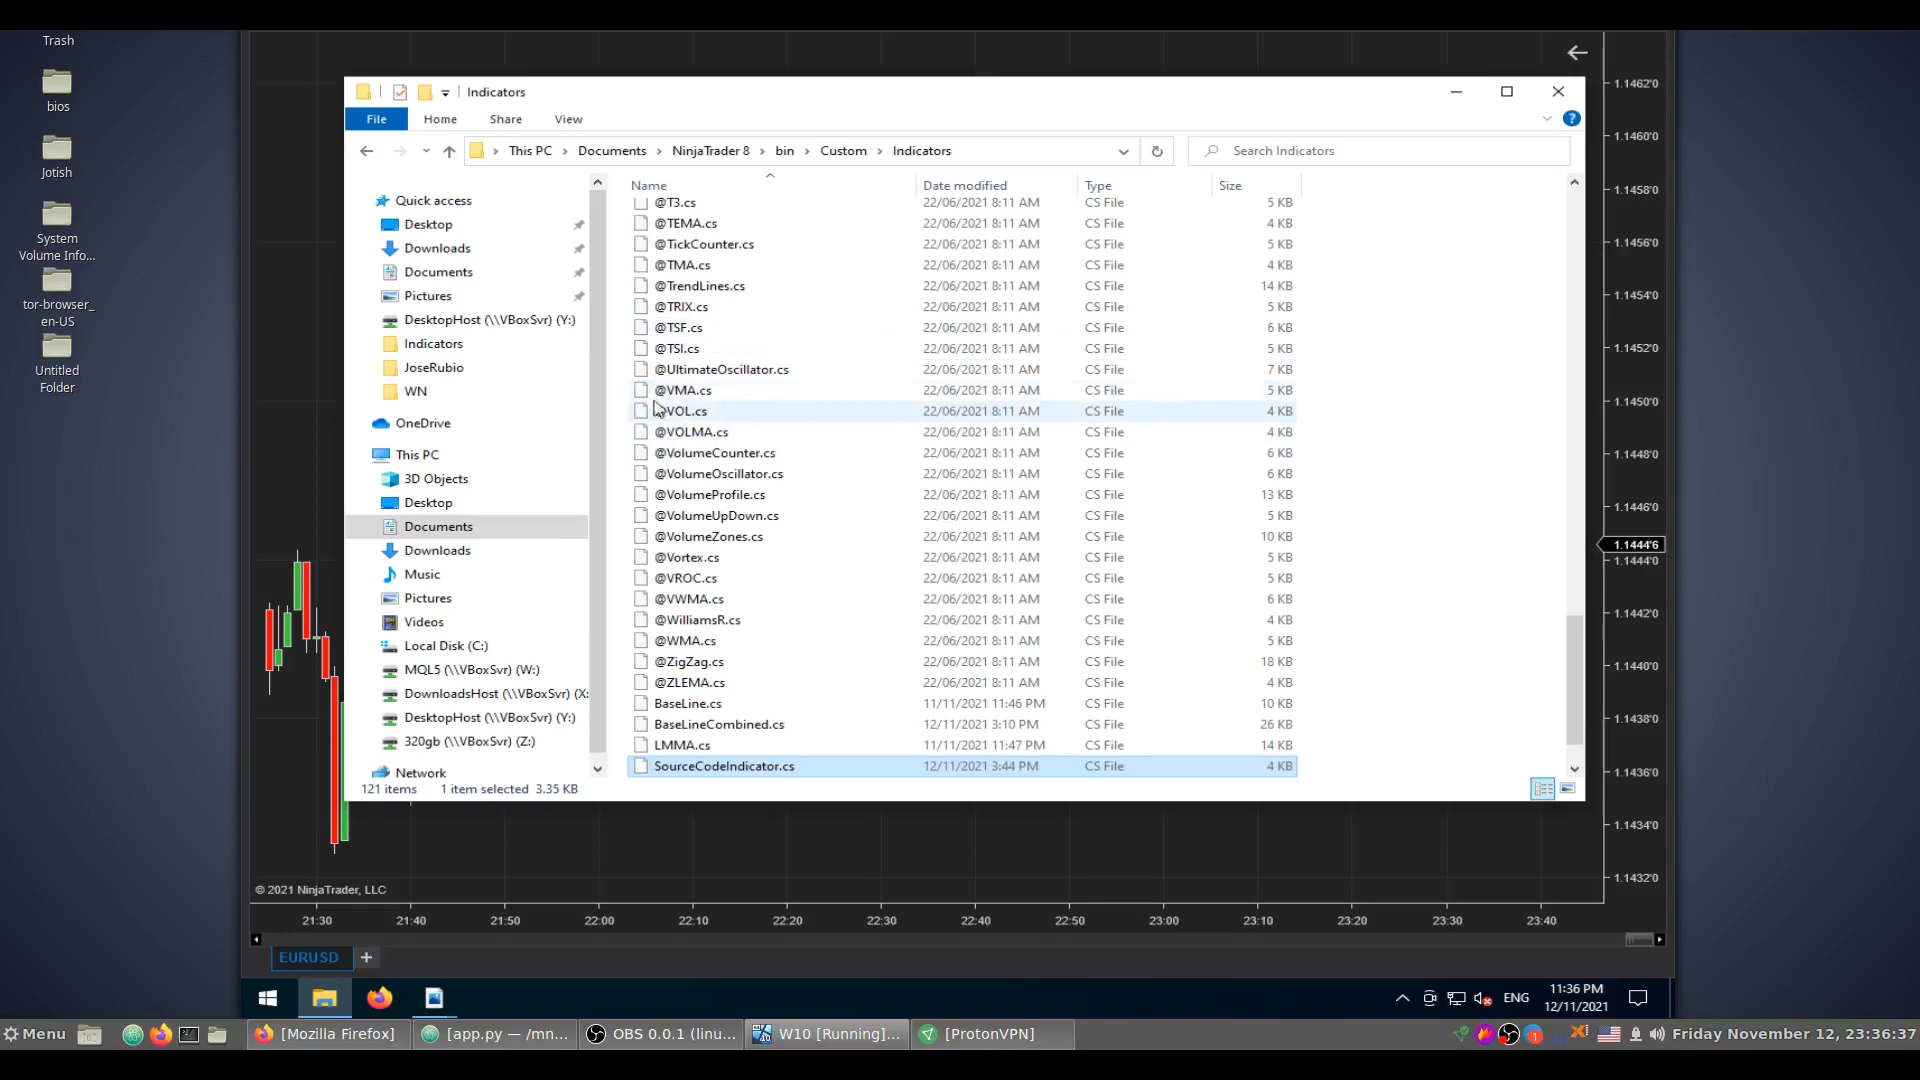 Trash
bios
Jotish
System
Volume Info...
tor-browser_
en-US
Untitled
Folder
Indicators
File Home Share View
This PC > Documents > NinjaTrader 8 > bin > Custom > Indicators
Search Indicators
Quick access
Desktop
Downloads
Documents
Pictures
DesktopHost (\\VBoxSvr) (Y:)
Indicators
JoseRubio
WN
OneDrive
This PC
3D Objects
Desktop
Documents
Downloads
Music
Pictures
Videos
Local Disk (C:)
MQL5 (\\VBoxSvr) (W:)
DownloadsHost (\\VBoxSvr) (X:
DesktopHost (\\VBoxSvr) (Y:)
320gb (\\VBoxSvr) (Z:)
Network
Name Date modified Type Size
@T3.cs 22/06/2021 8:11 AM CS File 5 KB
@TEMA.cs 22/06/2021 8:11 AM CS File 4 KB
@TickCounter.cs 22/06/2021 8:11 AM CS File 5 KB
@TMA.cs 22/06/2021 8:11 AM CS File 4 KB
@TrendLines.cs 22/06/2021 8:11 AM CS File 14 KB
@TRIX.cs 22/06/2021 8:11 AM CS File 5 KB
@TSF.cs 22/06/2021 8:11 AM CS File 6 KB
@TSI.cs 22/06/2021 8:11 AM CS File 5 KB
@UltimateOscillator.cs 22/06/2021 8:11 AM CS File 7 KB
@VMA.cs 22/06/2021 8:11 AM CS File 5 KB
@VOL.cs 22/06/2021 8:11 AM CS File 4 KB
@VOLMA.cs 22/06/2021 8:11 AM CS File 4 KB
@VolumeCounter.cs 22/06/2021 8:11 AM CS File 6 KB
@VolumeOscillator.cs 22/06/2021 8:11 AM CS File 6 KB
@VolumeProfile.cs 22/06/2021 8:11 AM CS File 13 KB
@VolumeUpDown.cs 22/06/2021 8:11 AM CS File 5 KB
@VolumeZones.cs 22/06/2021 8:11 AM CS File 10 KB
@Vortex.cs 22/06/2021 8:11 AM CS File 5 KB
@VROC.cs 22/06/2021 8:11 AM CS File 5 KB
@VWMA.cs 22/06/2021 8:11 AM CS File 6 KB
@WilliamsR.cs 22/06/2021 8:11 AM CS File 4 KB
@WMA.cs 22/06/2021 8:11 AM CS File 5 KB
@ZigZag.cs 22/06/2021 8:11 AM CS File 18 KB
@ZLEMA.cs 22/06/2021 8:11 AM CS File 4 KB
BaseLine.cs 11/11/2021 11:46 PM CS File 10 KB
BaseLineCombined.cs 12/11/2021 3:10 PM CS File 26 KB
LMMA.cs 11/11/2021 11:47 PM CS File 14 KB
SourceCodeIndicator.cs 12/11/2021 3:44 PM CS File 4 KB
121 items 1 item selected 3.35 KB
1.1462'0
1.1460'0
1.1458'0
1.1456'0
1.1454'0
1.1452'0
1.1450'0
1.1448'0
1.1446'0
1.1444'6
1.1444'0
1.1442'0
1.1440'0
1.1438'0
1.1436'0
1.1434'0
1.1432'0
© 2021 NinjaTrader, LLC
21:30 21:40 21:50 22:00 22:10 22:20 22:30 22:40 22:50 23:00 23:10 23:20 23:30 23:40
EURUSD +
ENG
11:36 PM
12/11/2021
Menu [Mozilla Firefox] [app.py — /mn... OBS 0.0.1 (linu... W10 [Running]... [ProtonVPN] Friday November 12, 23:36:37